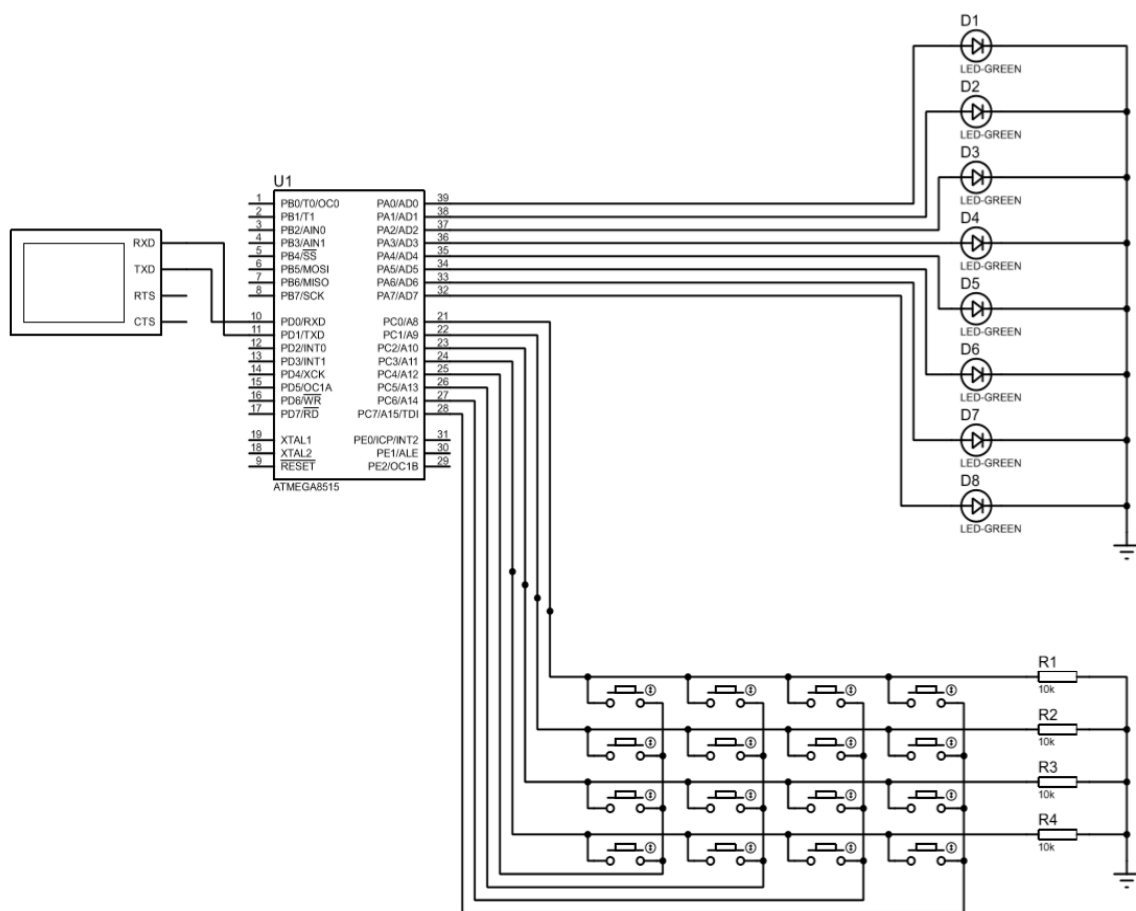 D1
LED-GREEN
D2
LED-GREEN
D3
LED-GREEN
D4
LED-GREEN
D5
LED-GREEN
D6
LED-GREEN
D7
LED-GREEN
D8
LED-GREEN
RXD
TXD
RTS
CTS
U1
1 PB0/T0/OC0 PA0/AD0 39
2 PB1/T1 PA1/AD1 38
3 PB2/AIN0 PA2/AD2 37
4 PB3/AIN1 PA3/AD3 36
5 PB4/SS PA4/AD4 35
6 PB5/MOSI PA5/AD5 34
7 PB6/MISO PA6/AD6 33
8 PB7/SCK PA7/AD7 32
10 PD0/RXD PC0/A8 21
11 PD1/TXD PC1/A9 22
12 PD2/INT0 PC2/A10 23
13 PD3/INT1 PC3/A11 24
14 PD4/XCK PC4/A12 25
15 PD5/OC1A PC5/A13 26
16 PD6/WR PC6/A14 27
17 PD7/RD PC7/A15/TDI 28
19 XTAL1 PE0/ICP/INT2 31
18 XTAL2 PE1/ALE 30
9 RESET PE2/OC1B 29
ATMEGA8515
R1
10k
R2
10k
R3
10k
R4
10k